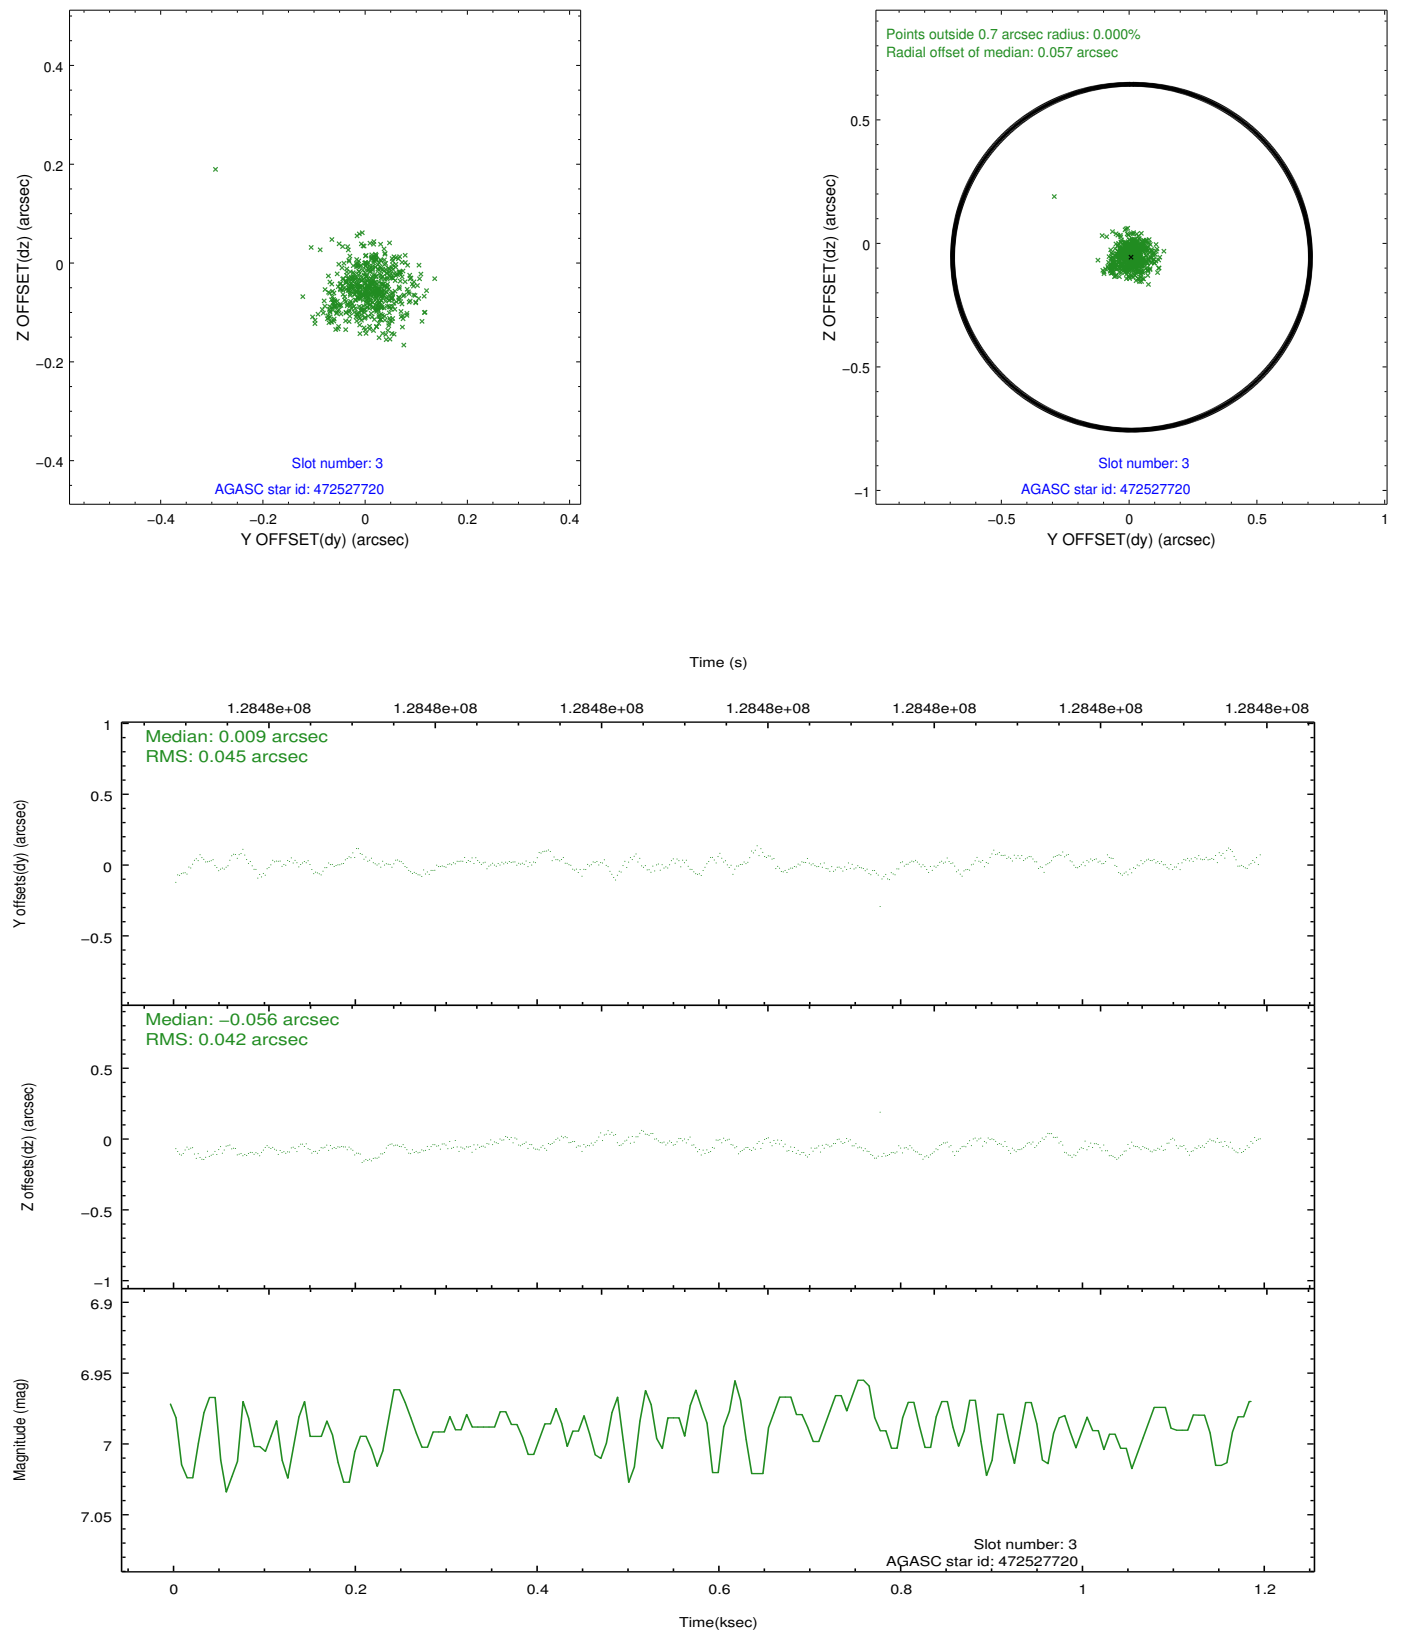 0.4
0.2
0
−0.2
−0.4
Z OFFSET(dz) (arcsec)
Slot number: 3
AGASC star id: 472527720
−0.4 −0.2 0 0.2 0.4
Y OFFSET(dy) (arcsec)
Points outside 0.7 arcsec radius: 0.000%
Radial offset of median: 0.057 arcsec
0.5
0
−0.5
−1
Z OFFSET(dz) (arcsec)
Slot number: 3
AGASC star id: 472527720
−0.5 0 0.5 1
Y OFFSET(dy) (arcsec)
Time (s)
1.2848e+08 1.2848e+08 1.2848e+08 1.2848e+08 1.2848e+08 1.2848e+08 1.2848e+08
Median: 0.009 arcsec
RMS: 0.045 arcsec
1
0.5
0
−0.5
Y offsets(dy) (arcsec)
Median: −0.056 arcsec
RMS: 0.042 arcsec
0.5
0
−0.5
−1
Z offsets(dz) (arcsec)
6.9
6.95
7
7.05
Magnitude (mag)
Slot number: 3
AGASC star id: 472527720
0 0.2 0.4 0.6 0.8 1 1.2
Time(ksec)